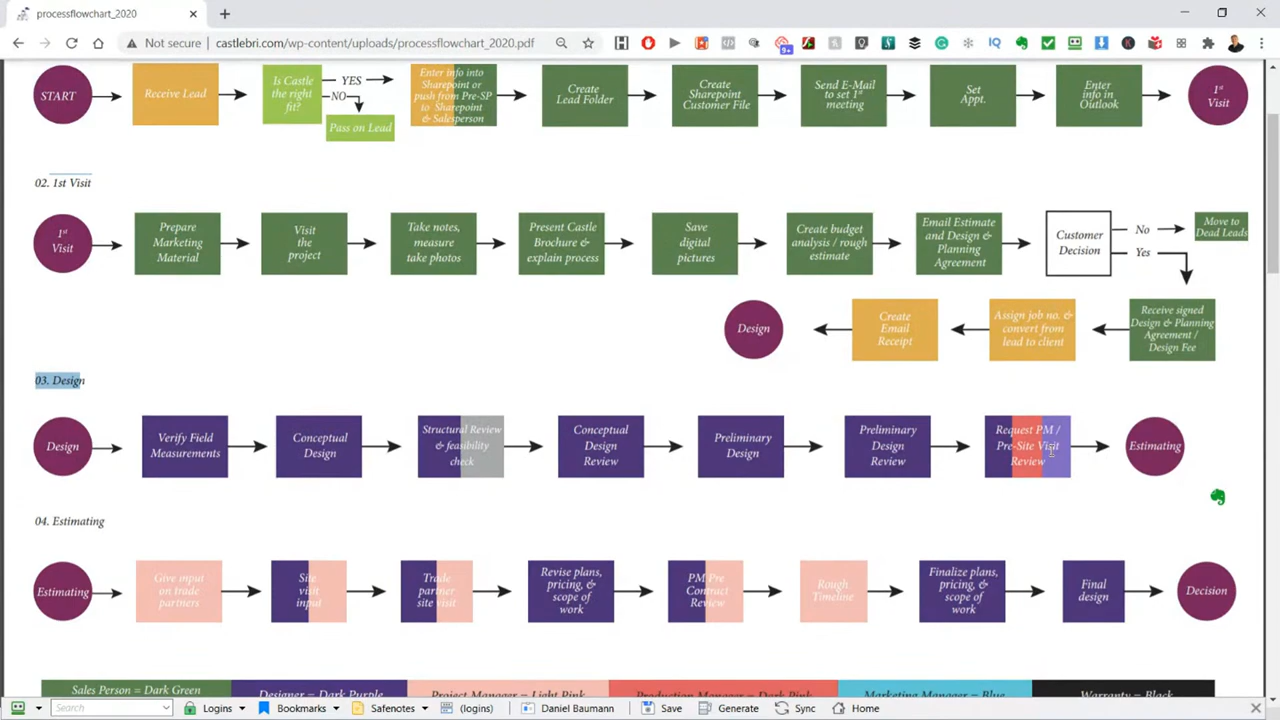 processflowchart_2020
Not secure
castlebri.com/wp-content/uploads/processflowchart_2020.pdf
9+
START
Receive Lead
Is Castle
the right
fit?
YES
NO
Pass on Lead
Enter info into
Sharepoint or
push from Pre-SP
to Sharepoint
& Salesperson
Create
Lead Folder
Create
Sharepoint
Customer File
Send E-Mail
to set 1st
meeting
Set
Appt.
Enter
info in
Outlook
1st
Visit
02. 1st Visit
1st
Visit
Prepare
Marketing
Material
Visit
the
project
Take notes,
measure
take photos
Present Castle
Brochure &
explain process
Save
digital
pictures
Create budget
analysis / rough
estimate
Email Estimate
and Design &
Planning
Agreement
Customer
Decision
No
Yes
Move to
Dead Leads
Design
Create
Email
Receipt
Assign job no. &
convert from
lead to client
Receive signed
Design & Planning
Agreement /
Design Fee
03. Design
Design
Verify Field
Measurements
Conceptual
Design
Structural Review
& feasibility
check
Conceptual
Design
Review
Preliminary
Design
Preliminary
Design
Review
Request PM /
Pre-Site Visit
Review
Estimating
04. Estimating
Estimating
Give input
on trade
partners
Site
visit
input
Trade
partner
site visit
Revise plans,
pricing, &
scope of
work
PM Pre
Contract
Review
Rough
Timeline
Finalize plans,
pricing, &
scope of
work
Final
design
Decision
Sales Person = Dark Green
Designer = Dark Purple
Project Manager = Light Pink
Production Manager = Dark Pink
Marketing Manager = Blue
Warranty = Black
Search
Logins
Bookmarks
Safenotes
(logins)
Daniel Baumann
Save
Generate
Sync
Home